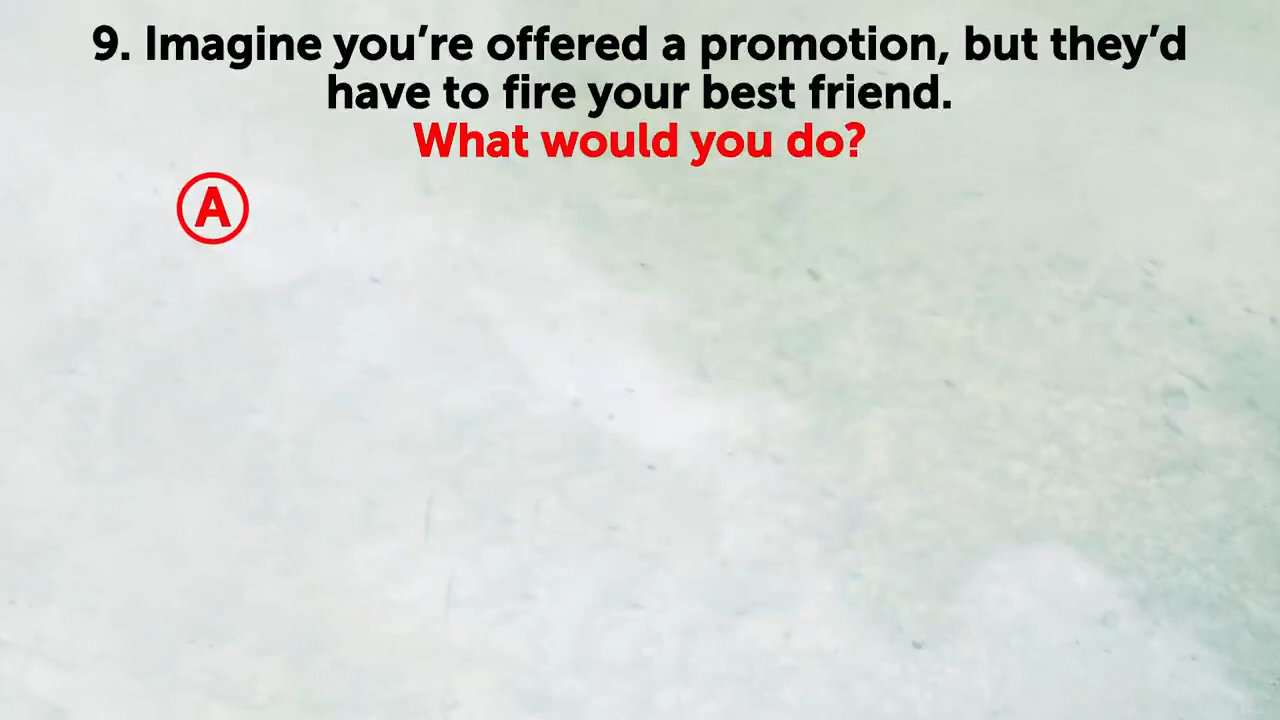 9. Imagine you’re offered a promotion, but they’d
have to fire your best friend.
What would you do?
A